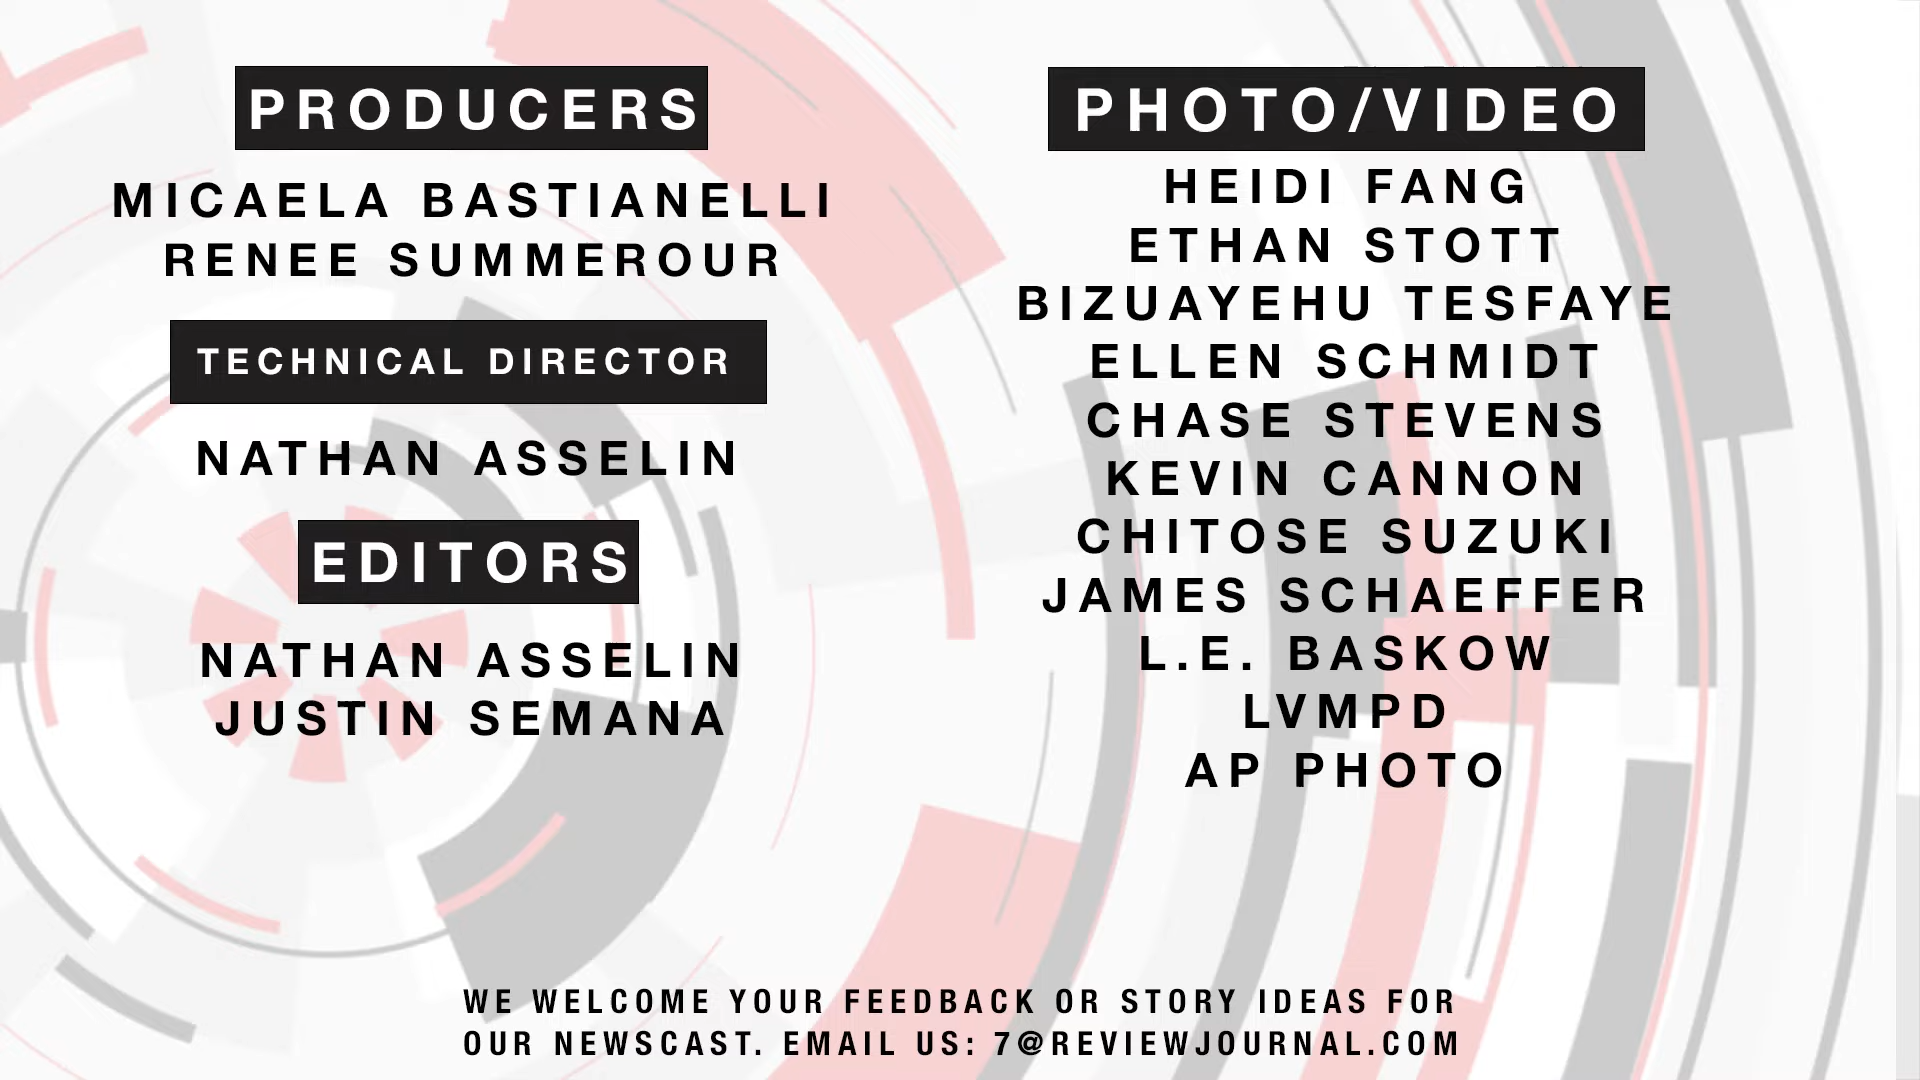 PRODUCERS
MICAELA BASTIANELLI
RENEE SUMMEROUR
TECHNICAL DIRECTOR
NATHAN ASSELIN
EDITORS
NATHAN ASSELIN
JUSTIN SEMANA
PHOTO/VIDEO
HEIDI FANG
ETHAN STOTT
BIZUAYEHU TESFAYE
ELLEN SCHMIDT
CHASE STEVENS
KEVIN CANNON
CHITOSE SUZUKI
JAMES SCHAEFFER
L.E. BASKOW
LVMPD
AP PHOTO
WE WELCOME YOUR FEEDBACK OR STORY IDEAS FOR
OUR NEWSCAST. EMAIL US: 7@REVIEWJOURNAL.COM